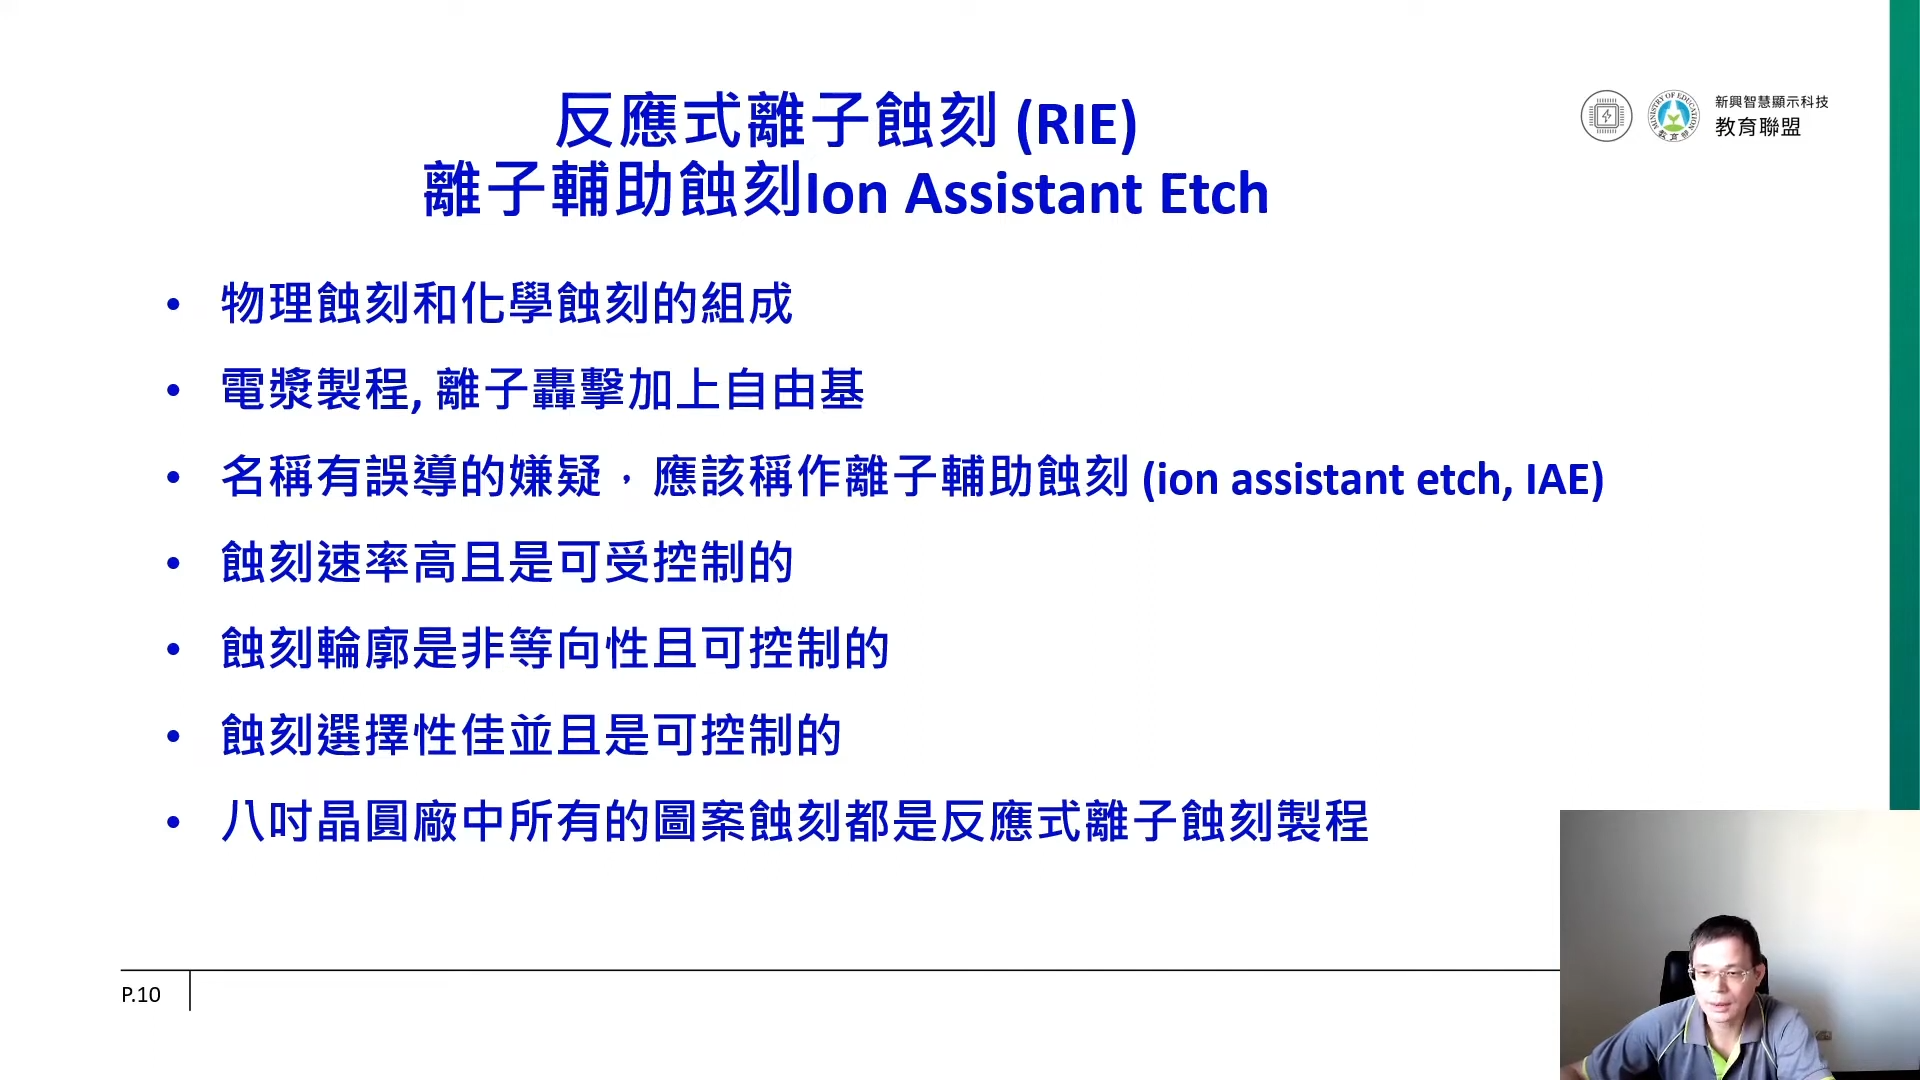 反應式離子蝕刻 (RIE)
離子輔助蝕刻Ion Assistant Etch
新興智慧顯示科技
教育聯盟
MINISTRY OF EDUCATION
教育部
• 物理蝕刻和化學蝕刻的組成
• 電漿製程, 離子轟擊加上自由基
• 名稱有誤導的嫌疑，應該稱作離子輔助蝕刻 (ion assistant etch, IAE)
• 蝕刻速率高且是可受控制的
• 蝕刻輪廓是非等向性且可控制的
• 蝕刻選擇性佳並且是可控制的
• 八吋晶圓廠中所有的圖案蝕刻都是反應式離子蝕刻製程
P.10